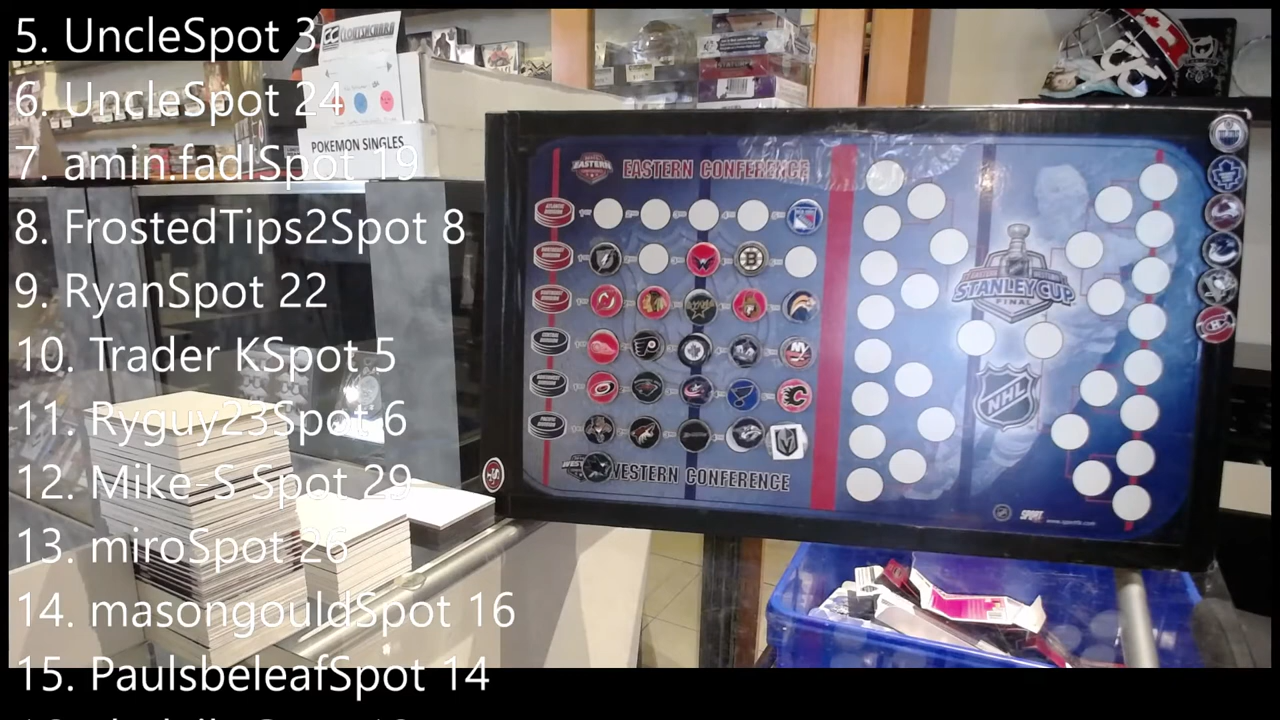 5. UncleSpot 3
6. UncleSpot 24
7. amin.fadlSpot 19
8. FrostedTips2Spot 8
9. RyanSpot 22
10. Trader KSpot 5
11. Ryguy23Spot 6
12. Mike-S Spot 29
13. miroSpot 26
14. masongouldSpot 16
15. PaulsbeleafSpot 14
POKEMON SINGLES
EASTERN
EASTERN CONFERENCE
STANLEY CUP
FINAL
NHL
WESTERN CONFERENCE
SPORT